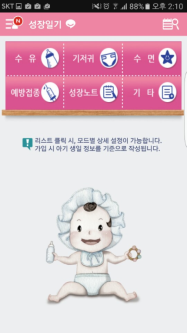 SKT 88% 오후 2:10
N 성장일기
수 유 기저귀 수 면
예방접종 성장노트 기 타
리스트 클릭 시, 모드별 상세 설정이 가능합니다.
가입 시 아기 생일 정보를 기준으로 작성됩니다.